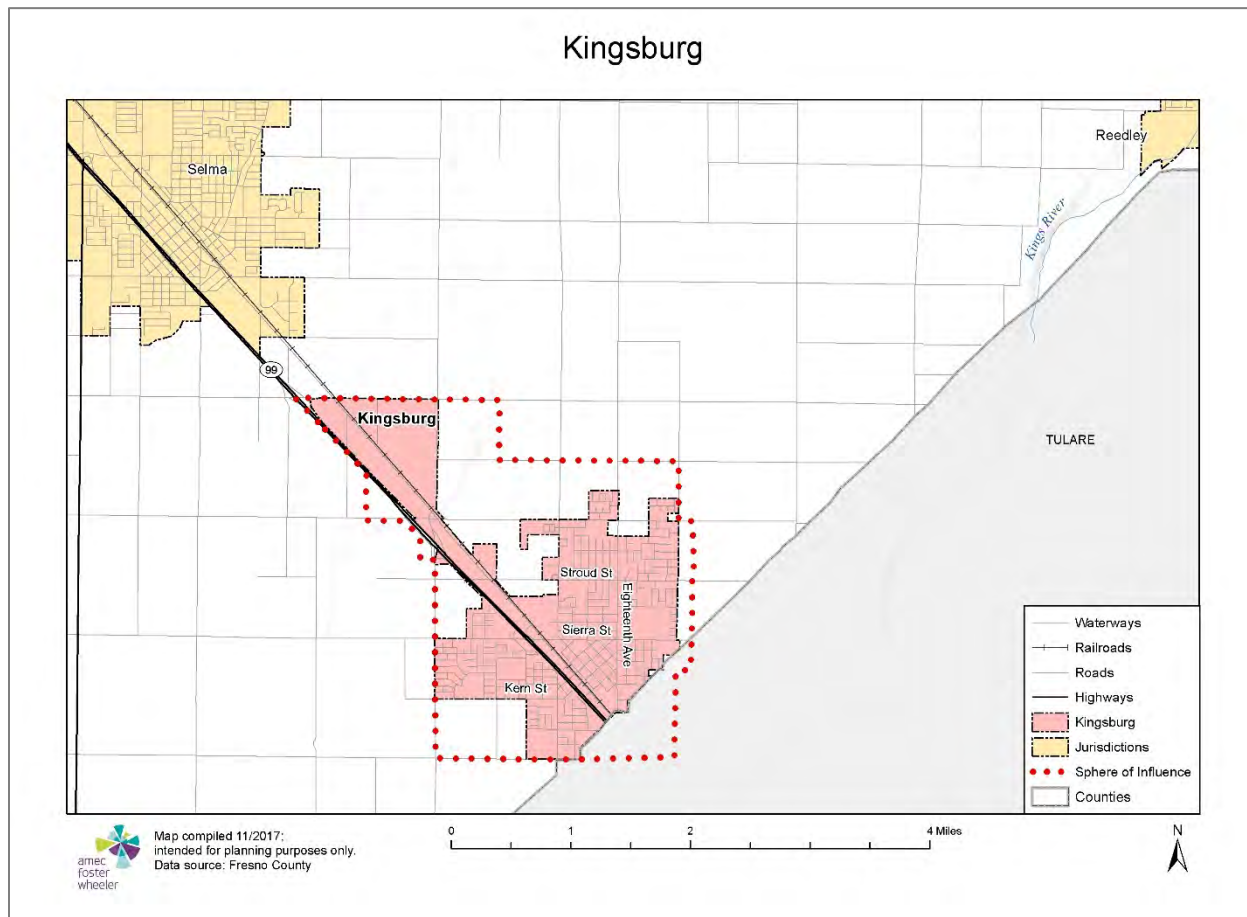 Kingsburg
Reedley
Selma
Kings River
99
Kingsburg
TULARE
Stroud St
Eighteenth Ave
Sierra St
Kern St
Waterways
Railroads
Roads
Highways
Kingsburg
Jurisdictions
Sphere of Influence
Counties
amec
foster
wheeler
Map compiled 11/2017;
intended for planning purposes only.
Data source: Fresno County
0 1 2 4 Miles
N